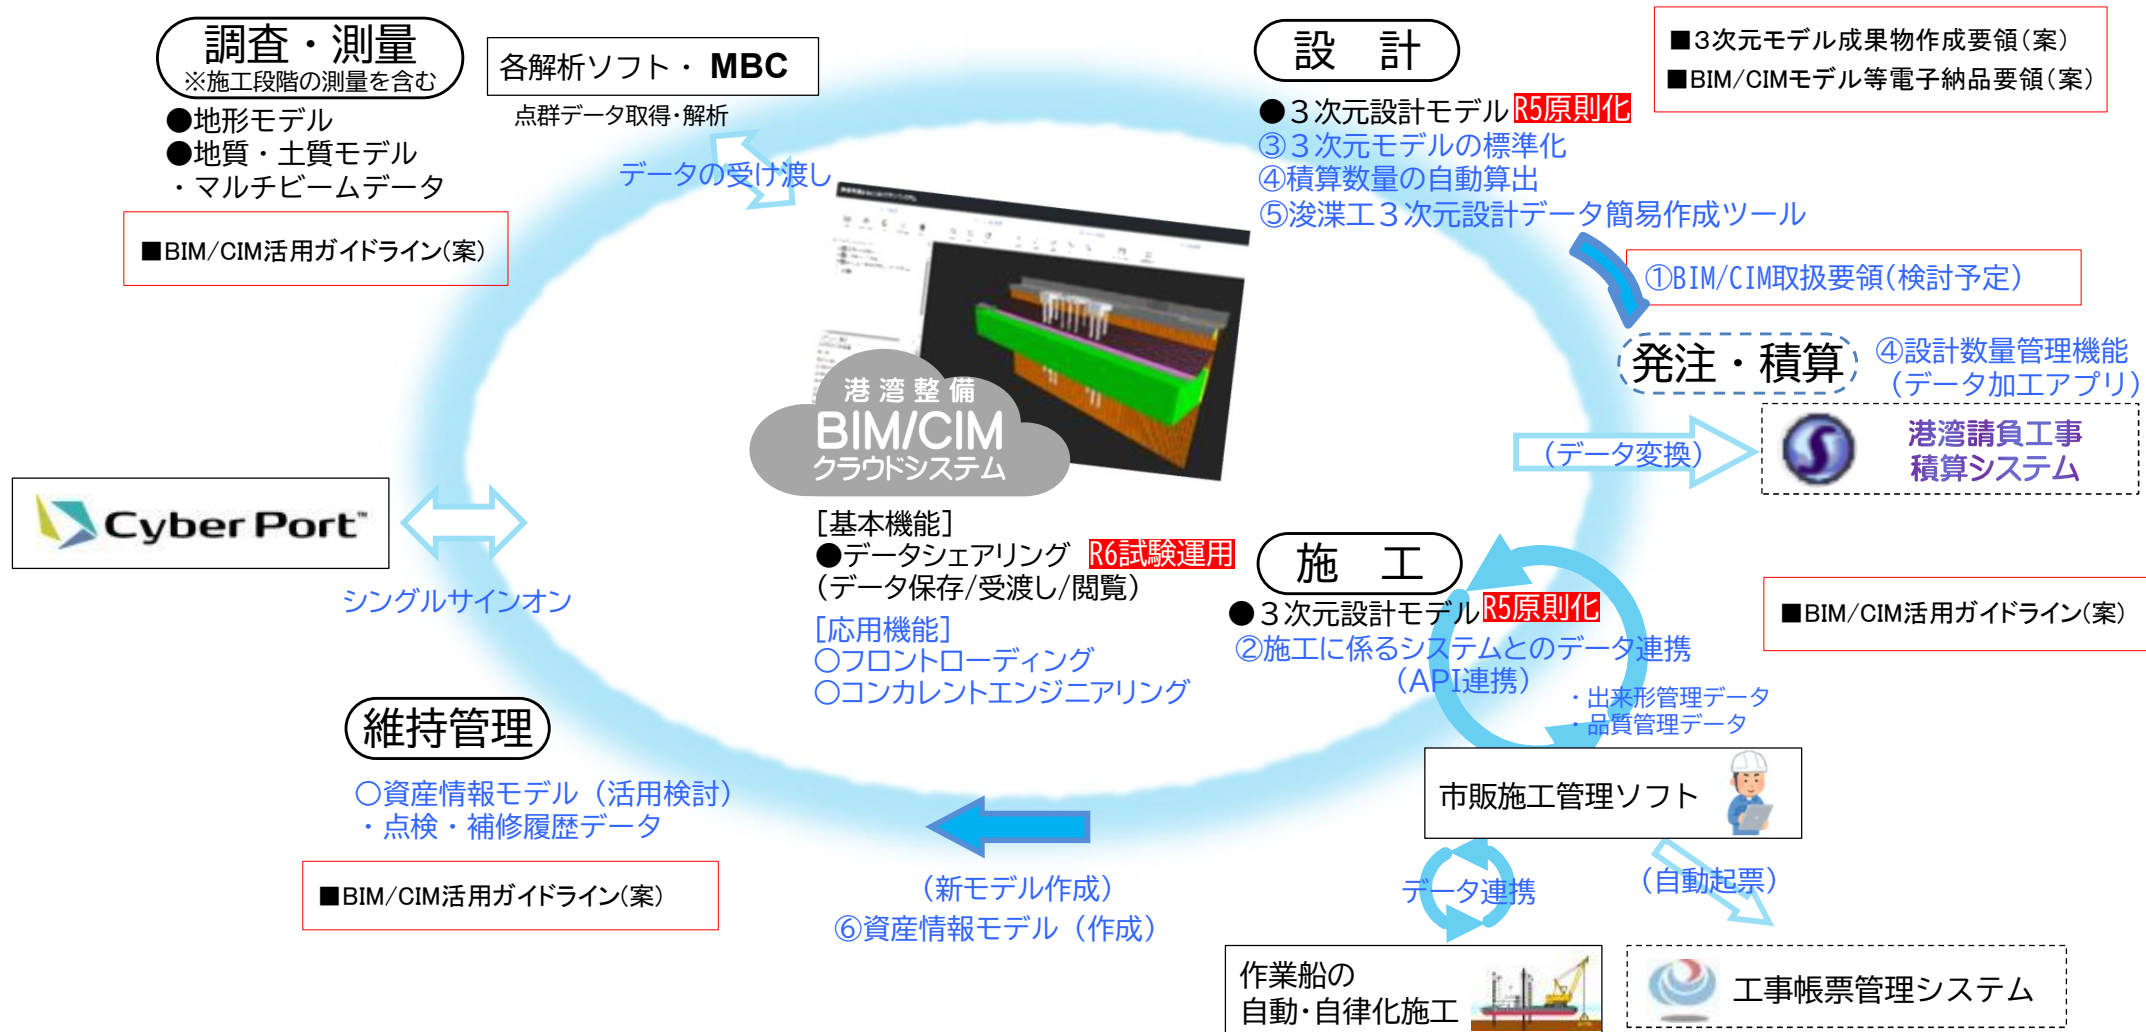 調査・測量
※施工段階の測量を含む
●地形モデル
●地質・土質モデル
・マルチビームデータ
■BIM/CIM活用ガイドライン(案)
各解析ソフト・ MBC
点群データ取得・解析
データの受け渡し
設　計
●３次元設計モデル R5原則化
③３次元モデルの標準化
④積算数量の自動算出
⑤浚渫工３次元設計データ簡易作成ツール
■3次元モデル成果物作成要領(案)
■BIM/CIMモデル等電子納品要領(案)
①BIM/CIM取扱要領(検討予定)
発注・積算
④設計数量管理機能
（データ加工アプリ）
（データ変換）
港湾請負工事
積算システム
港湾整備
BIM/CIM
クラウドシステム
[基本機能]
●データシェアリング R6試験運用
(データ保存/受渡し/閲覧)
[応用機能]
○フロントローディング
○コンカレントエンジニアリング
Cyber Port™
シングルサインオン
施　工
●３次元設計モデル R5原則化
②施工に係るシステムとのデータ連携
（API連携）
・出来形管理データ
・品質管理データ
■BIM/CIM活用ガイドライン(案)
市販施工管理ソフト
データ連携
（自動起票）
作業船の
自動・自律化施工
工事帳票管理システム
維持管理
○資産情報モデル（活用検討）
・点検・補修履歴データ
■BIM/CIM活用ガイドライン(案)
（新モデル作成）
⑥資産情報モデル（作成）